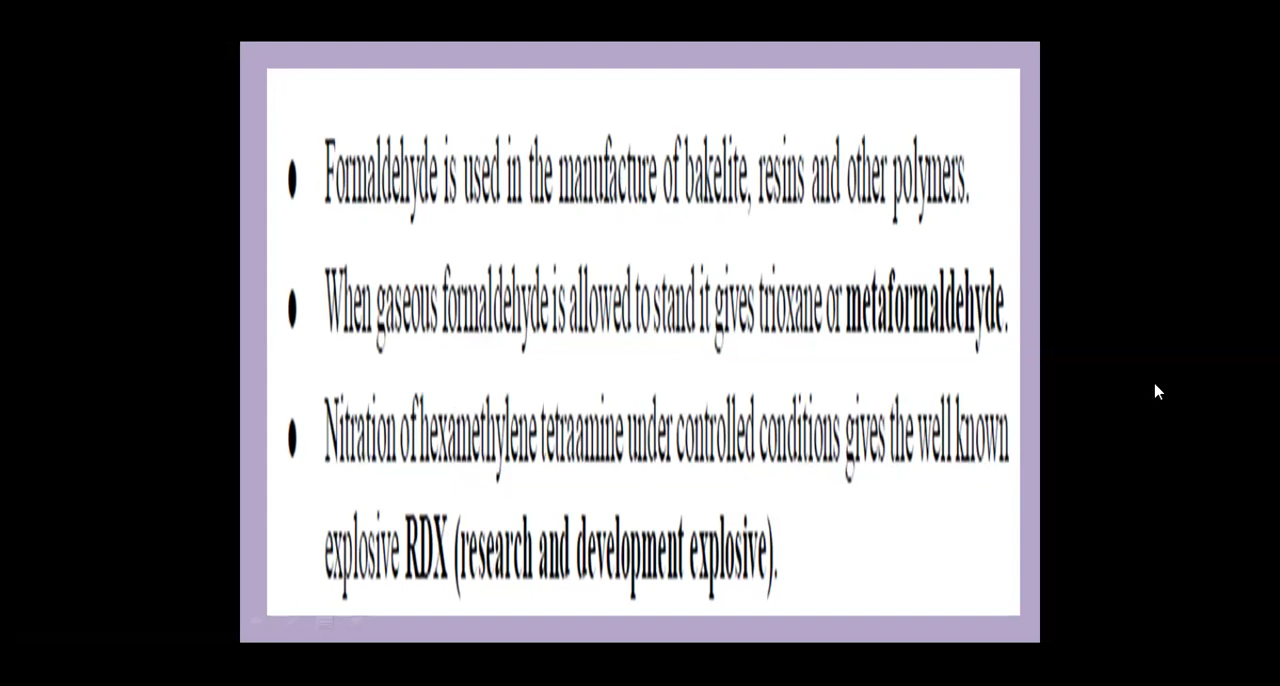 • Formaldehyde is used in the manufacture of bakelite, resins and other polymers.
• When gaseous formaldehyde is allowed to stand it gives trioxane or metaformaldehyde.
• Nitration of hexamethylene tetraamine under controlled conditions gives the well known
explosive RDX (research and development explosive).